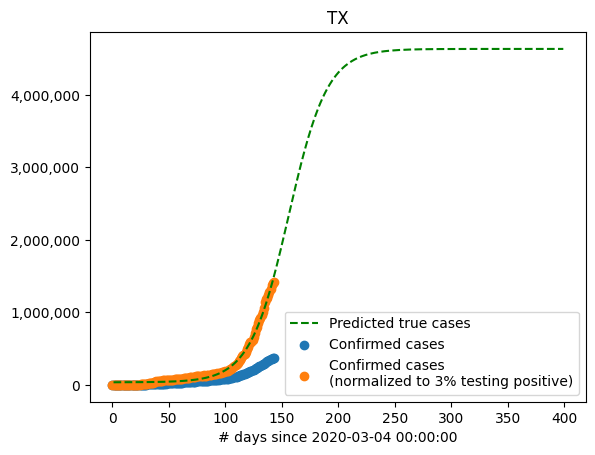 TX
4,000,000
3,000,000
2,000,000
1,000,000
0
Predicted true cases
Confirmed cases
Confirmed cases
(normalized to 3% testing positive)
0 50 100 150 200 250 300 350 400
# days since 2020-03-04 00:00:00